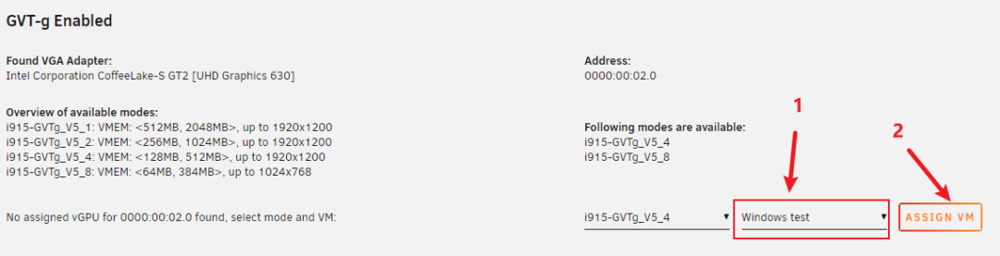 GVT-g Enabled
Found VGA Adapter:
Intel Corporation CoffeeLake-S GT2 [UHD Graphics 630]
Address:
0000:00:02.0
Overview of available modes:
i915-GVTg_V5_1: VMEM: <512MB, 2048MB>, up to 1920x1200
i915-GVTg_V5_2: VMEM: <256MB, 1024MB>, up to 1920x1200
i915-GVTg_V5_4: VMEM: <128MB, 512MB>, up to 1920x1200
i915-GVTg_V5_8: VMEM: <64MB, 384MB>, up to 1024x768
Following modes are available:
i915-GVTg_V5_4
i915-GVTg_V5_8
1
2
No assigned vGPU for 0000:00:02.0 found, select mode and VM:
i915-GVTg_V5_4
Windows test
ASSIGN VM